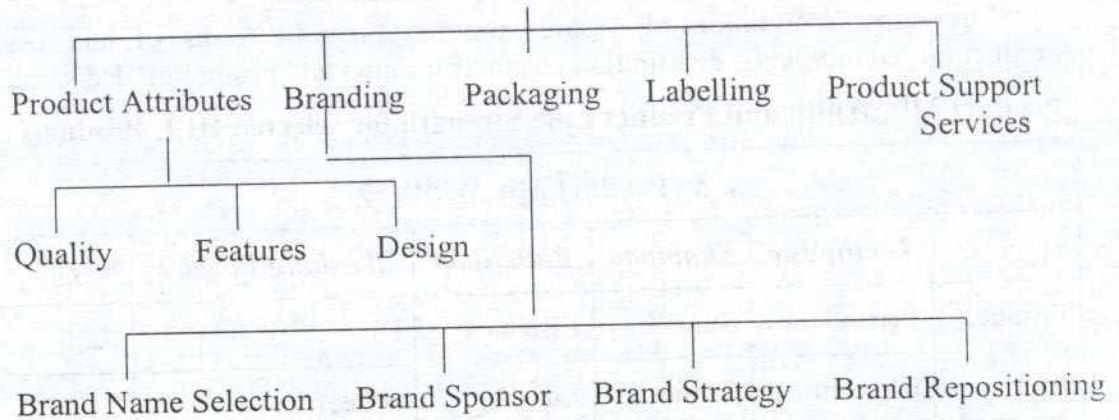 Product Attributes Branding Packaging Labelling Product Support
Services
Quality Features Design
Brand Name Selection Brand Sponsor Brand Strategy Brand Repositioning